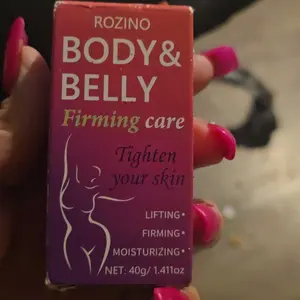 ROZINO
BODY&
BELLY
Firming care
Tighten
your skin
LIFTING•
FIRMING•
MOISTURIZING•
NET: 40g/ 1.411oz